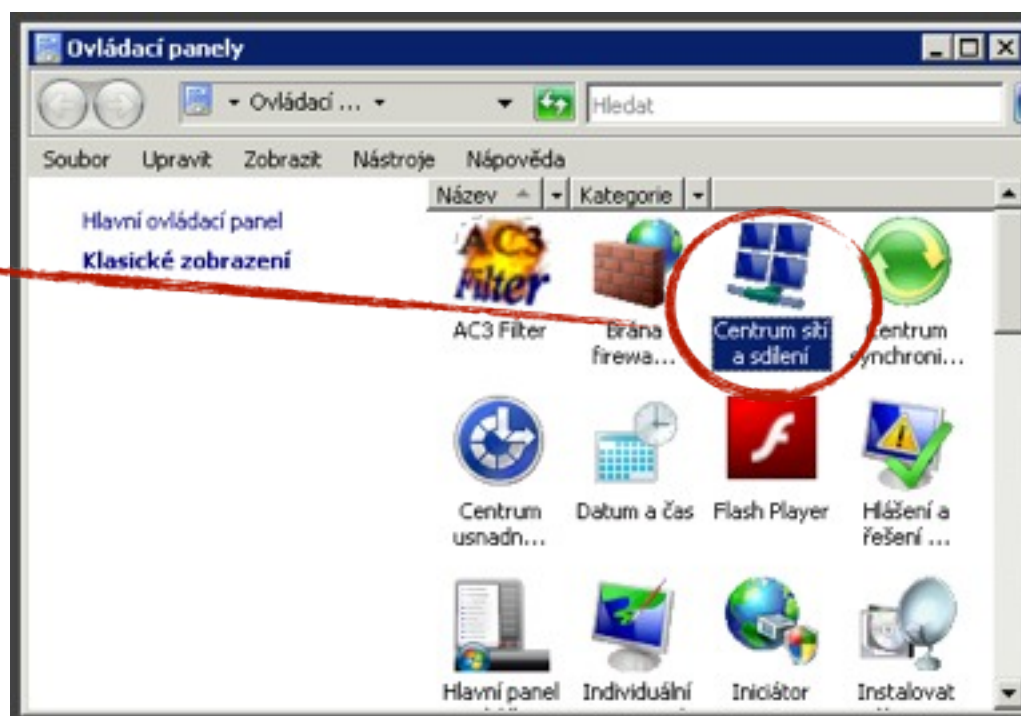 Ovládací panely
Ovládací ...
Hledat
Soubor Upravit Zobrazit Nástroje Nápověda
Název Kategorie
Hlavní ovládací panel
Klasické zobrazení
AC3
Filter
AC3 Filter
Brána
firewa...
Centrum sítí
a sdílení
Centrum
synchroni...
Centrum
usnadn...
Datum a čas
Flash Player
Hlášení a
řešení ...
Hlavní panel
Individuální
Iniciátor
Instalovat